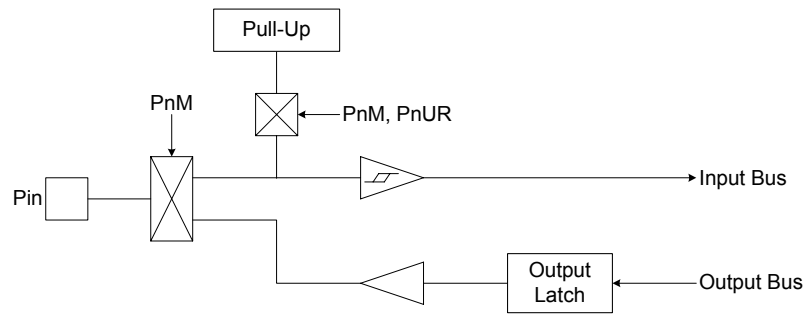 Pull-Up
PnM
PnM, PnUR
Pin
Input Bus
Output
Latch
Output Bus